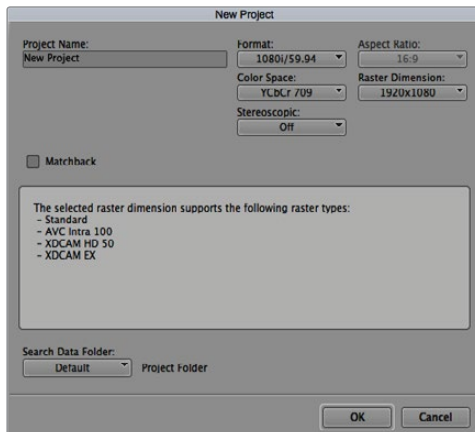 New Project
Project Name:
New Project
Format:
1080i/59.94
Aspect Ratio:
16:9
Color Space:
YCbCr 709
Raster Dimension:
1920x1080
Stereoscopic:
Off
Matchback
The selected raster dimension supports the following raster types:
- Standard
- AVC Intra 100
- XDCAM HD 50
- XDCAM EX
Search Data Folder:
Default
Project Folder
OK
Cancel